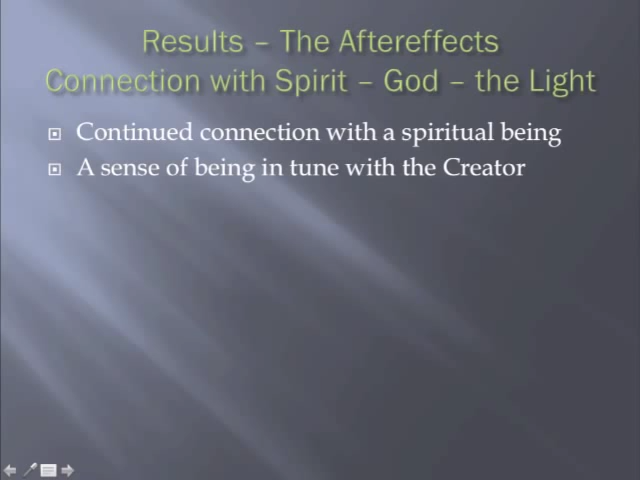 Results – The Aftereffects
Connection with Spirit – God – the Light
Continued connection with a spiritual being
A sense of being in tune with the Creator